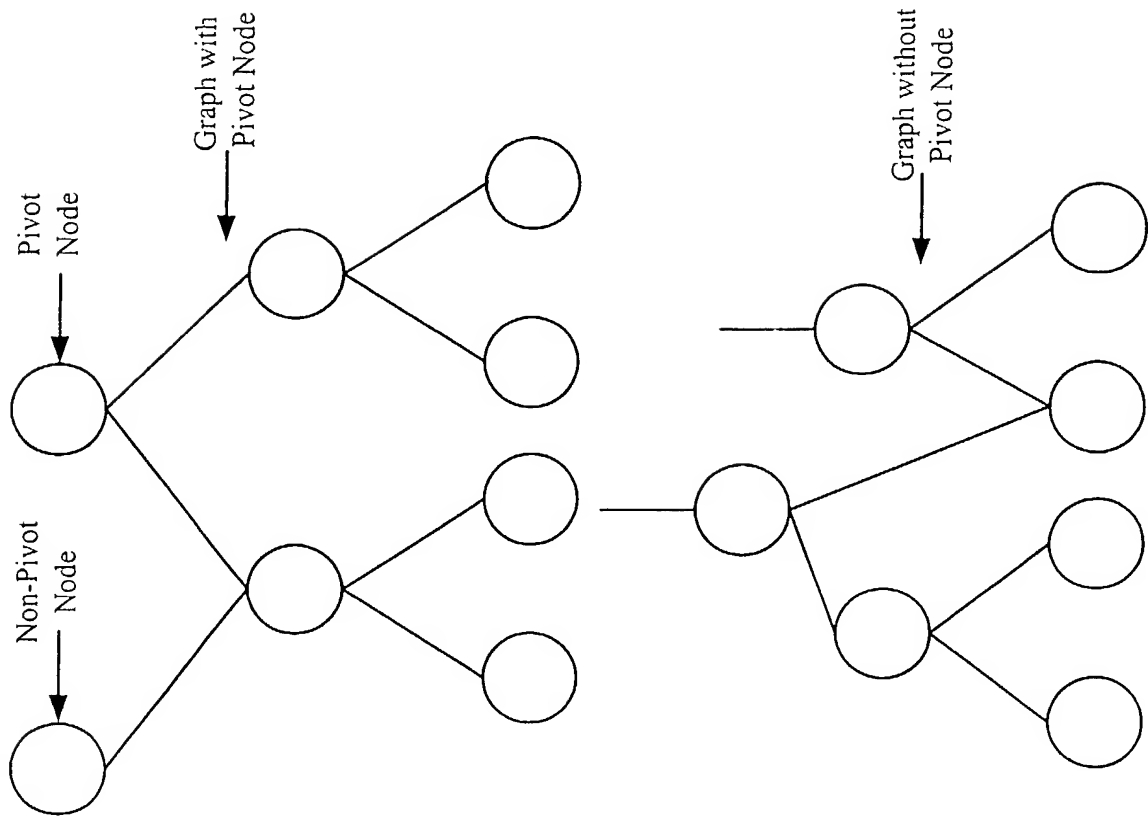 Non-Pivot
Node
Pivot
Node
Graph with
Pivot Node
Graph without
Pivot Node